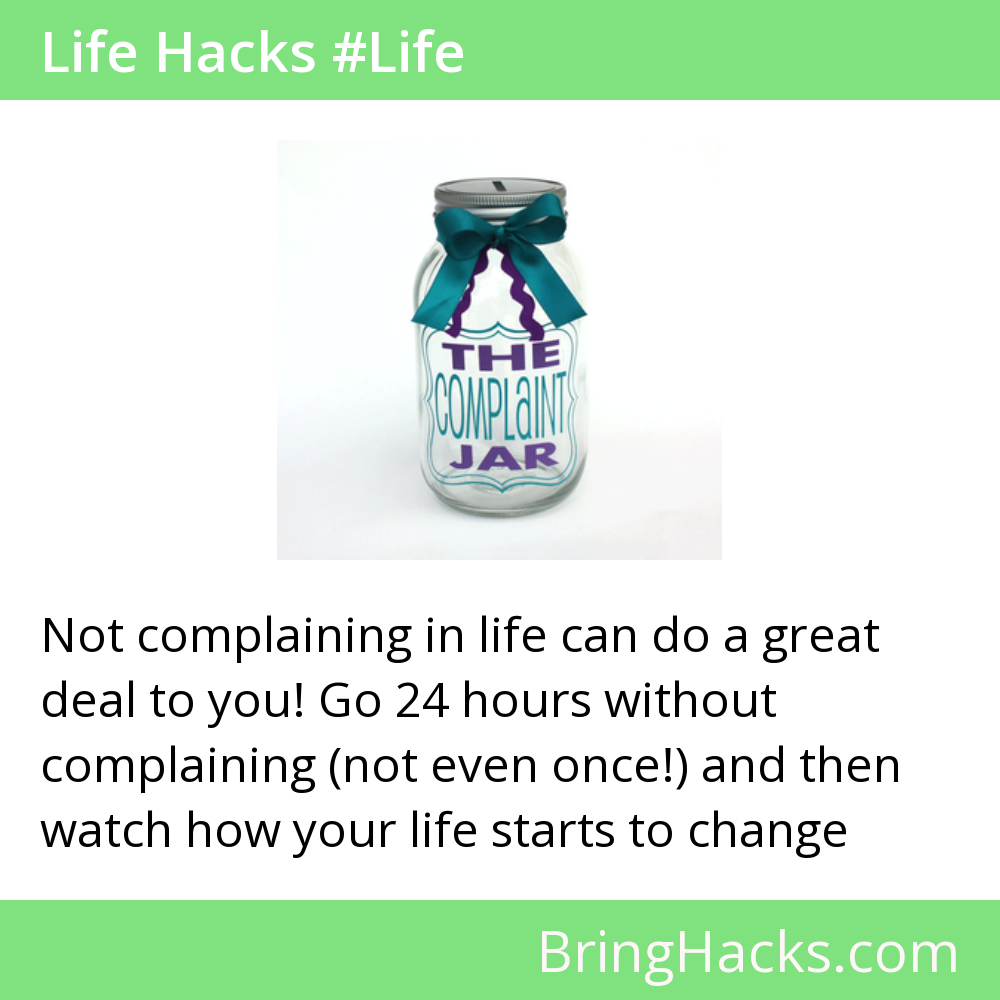 Life Hacks #Life
THE
COMPLaINT
JAR
Not complaining in life can do a great
deal to you! Go 24 hours without
complaining (not even once!) and then
watch how your life starts to change
BringHacks.com